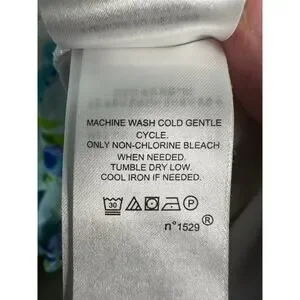 MACHINE WASH COLD GENTLE
CYCLE.
ONLY NON-CHLORINE BLEACH
WHEN NEEDED.
TUMBLE DRY LOW.
COOL IRON IF NEEDED.
30 P
n°1529 ®